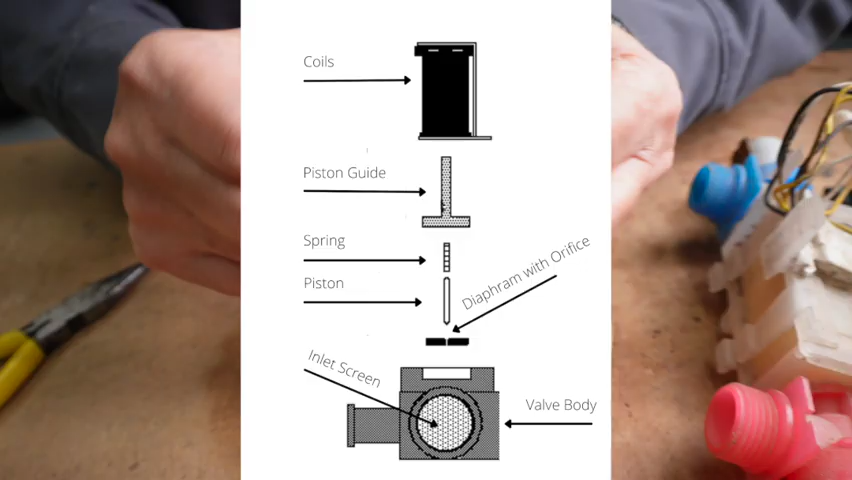 Coils
Piston Guide
Spring
Piston
Diaphram with Orifice
Inlet Screen
Valve Body